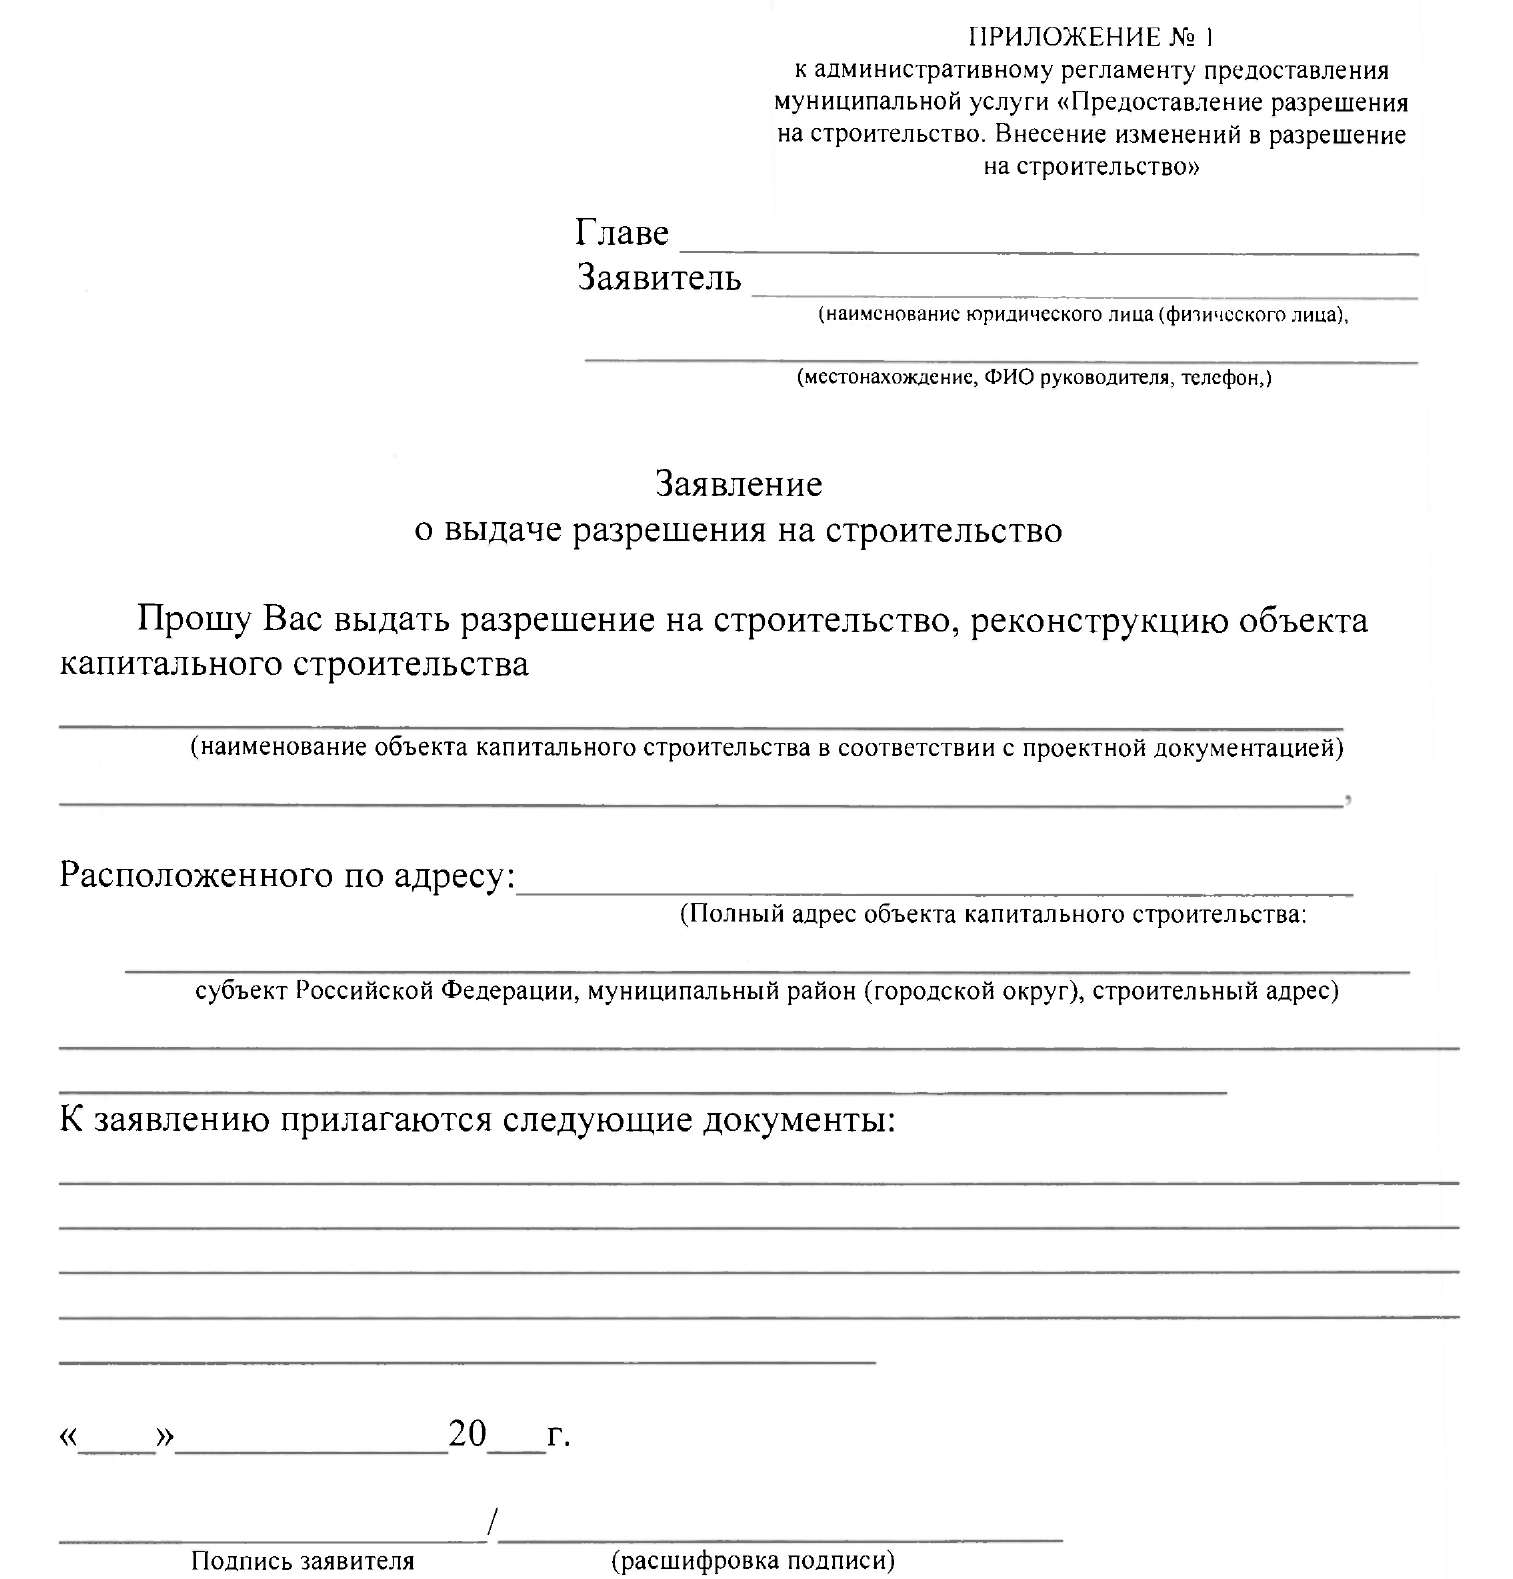 ПРИЛОЖЕНИЕ № 1
к административному регламенту предоставления
муниципальной услуги «Предоставление разрешения
на строительство. Внесение изменений в разрешение
на строительство»
Главе
Заявитель
(наименование юридического лица (физического лица),
(местонахождение, ФИО руководителя, телефон,)
Заявление
о выдаче разрешения на строительство
Прошу Вас выдать разрешение на строительство, реконструкцию объекта
капитального строительства
(наименование объекта капитального строительства в соответствии с проектной документацией)
,
Расположенного по адресу:
(Полный адрес объекта капитального строительства:
субъект Российской Федерации, муниципальный район (городской округ), строительный адрес)
К заявлению прилагаются следующие документы:
«____»______________20___г.
/
Подпись заявителя (расшифровка подписи)